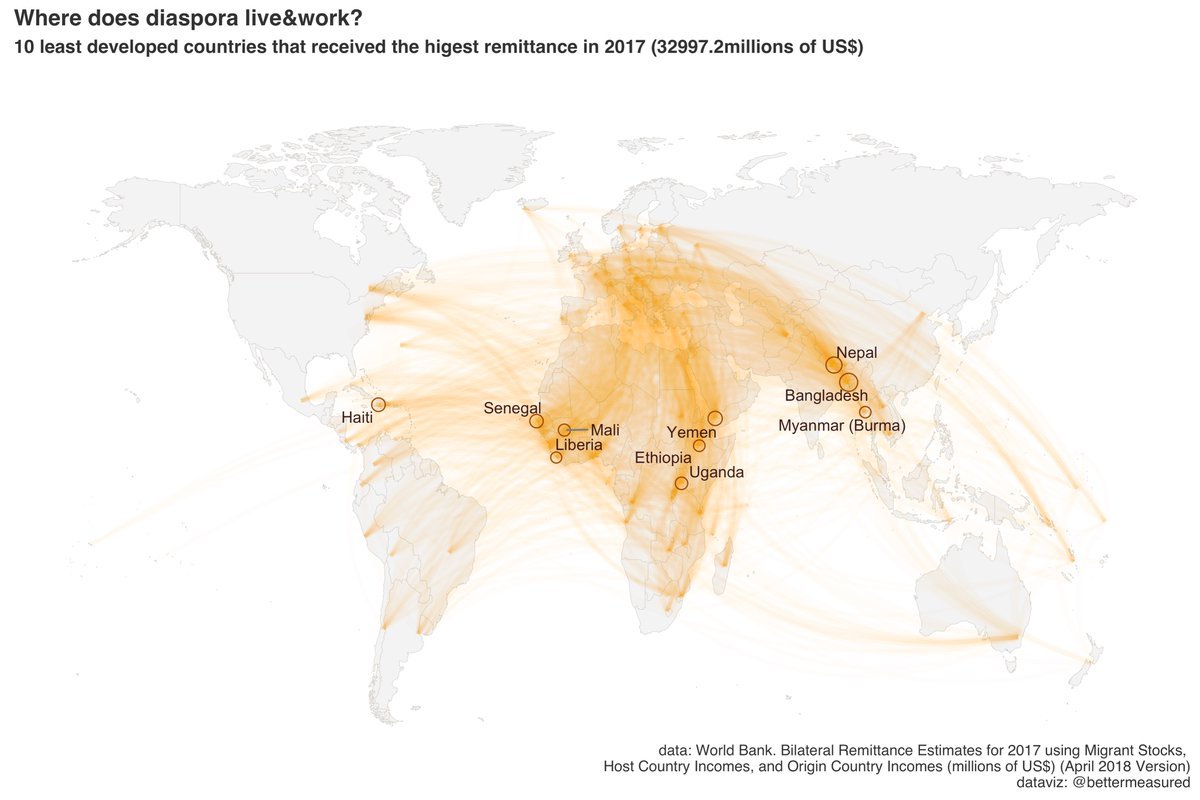 Where does diaspora live&work?
10 least developed countries that received the higest remittance in 2017 (32997.2millions of US$)
Nepal
Bangladesh
Haiti
Senegal
Myanmar (Burma)
Mali
Yemen
Liberia
Ethiopia
Uganda
data: World Bank. Bilateral Remittance Estimates for 2017 using Migrant Stocks,
Host Country Incomes, and Origin Country Incomes (millions of US$) (April 2018 Version)
dataviz: @bettermeasured